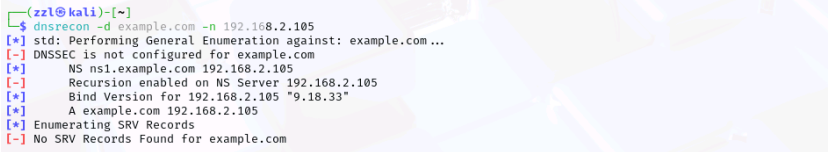 ┌──(zzl㉿kali)-[~]
└─$ dnsrecon -d example.com -n 192.168.2.105
[*] std: Performing General Enumeration against: example.com...
[-] DNSSEC is not configured for example.com
[*]      NS ns1.example.com 192.168.2.105
[-]      Recursion enabled on NS Server 192.168.2.105
[*]      Bind Version for 192.168.2.105 "9.18.33"
[*]      A example.com 192.168.2.105
[*] Enumerating SRV Records
[-] No SRV Records Found for example.com